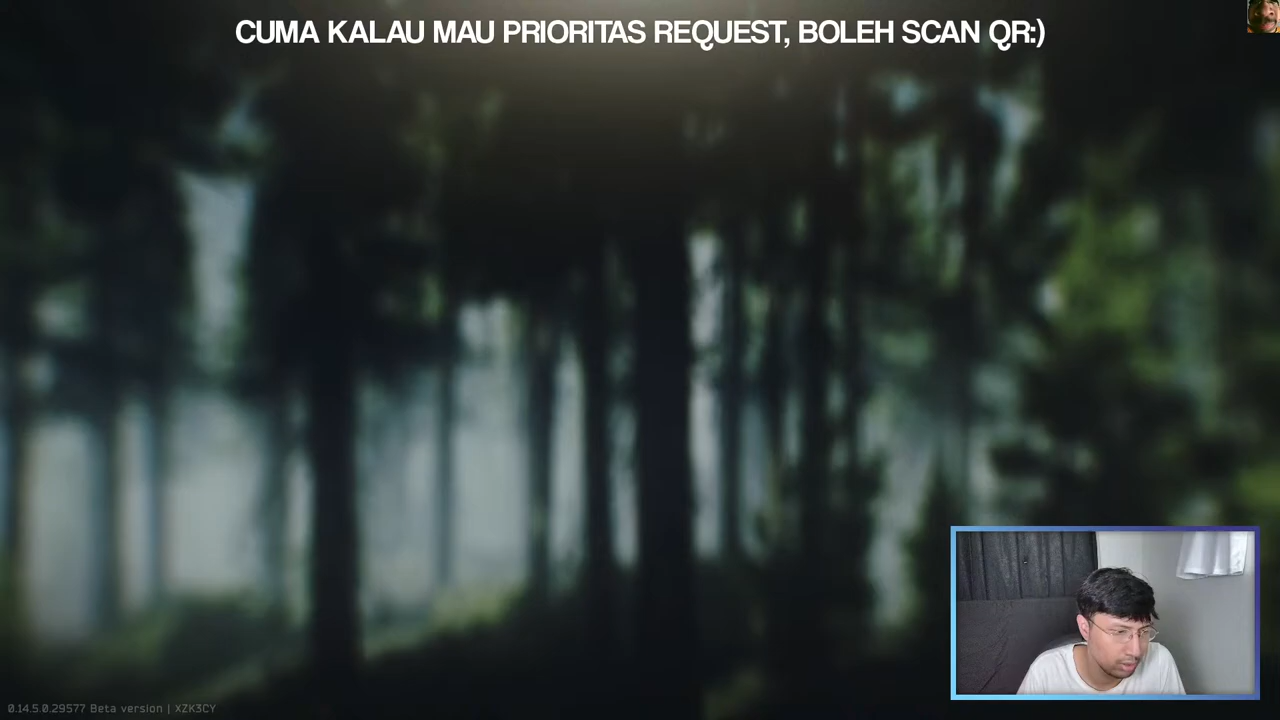 CUMA KALAU MAU PRIORITAS REQUEST, BOLEH SCAN QR:)
0.14.5.0.29577 Beta version | XZK3CY